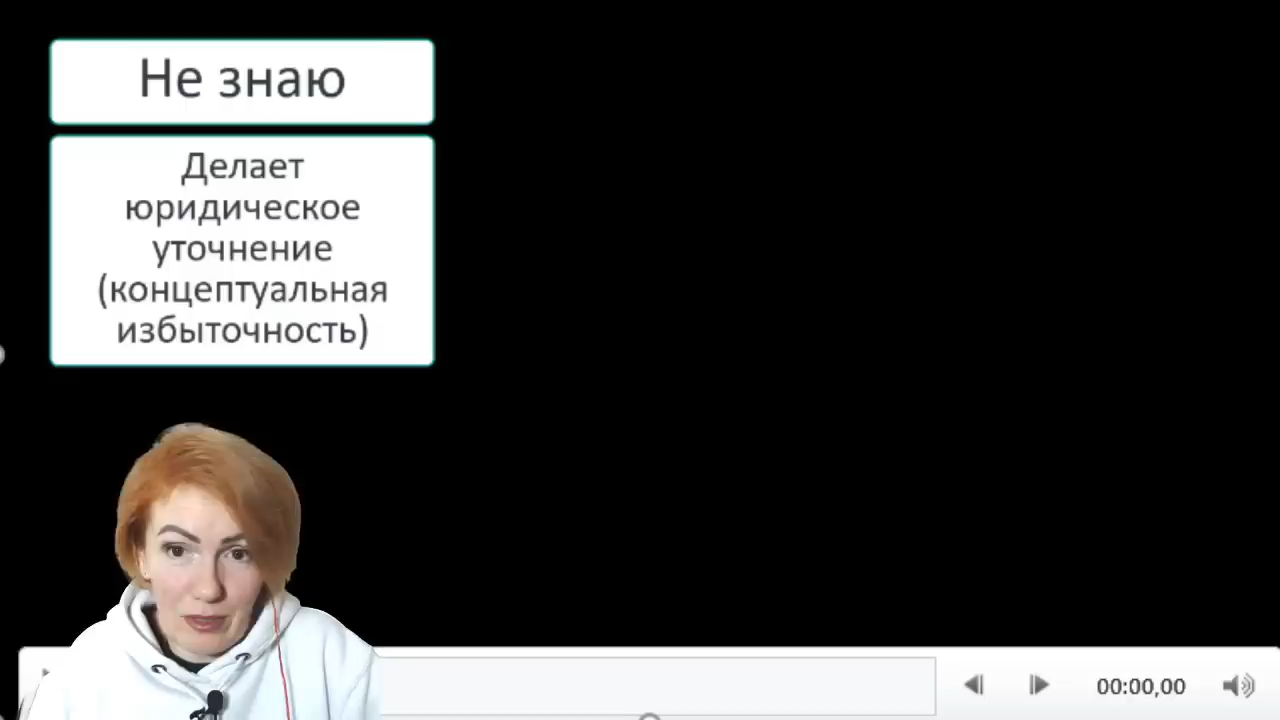 Не знаю
Делает
юридическое
уточнение
(концептуальная
избыточность)
00:00,00